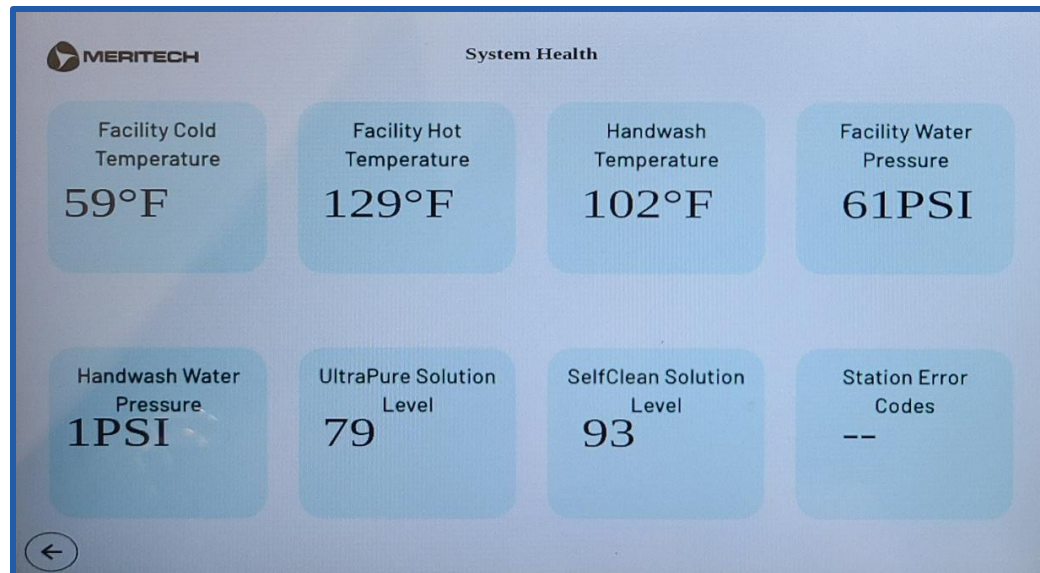 MERITECH
System Health
Facility Cold
Temperature
59°F
Facility Hot
Temperature
129°F
Handwash
Temperature
102°F
Facility Water
Pressure
61PSI
Handwash Water
Pressure
1PSI
UltraPure Solution
Level
79
SelfClean Solution
Level
93
Station Error
Codes
--